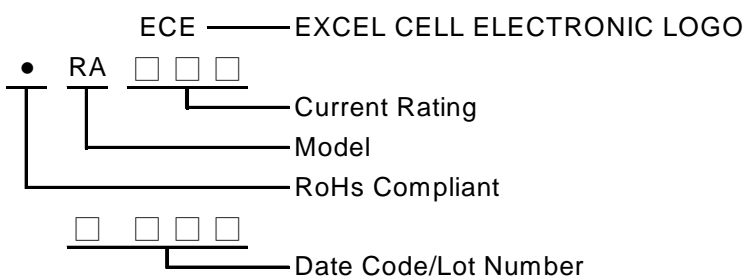 ECE EXCEL CELL ELECTRONIC LOGO
● RA □ □ □
Current Rating
Model
RoHs Compliant
□ □ □ □
Date Code/Lot Number